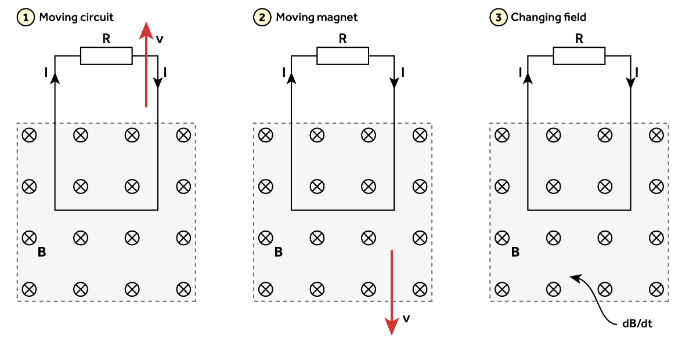 1 Moving circuit
R
v
I
I
B
2 Moving magnet
R
I
I
B
v
3 Changing field
R
I
I
B
dB/dt